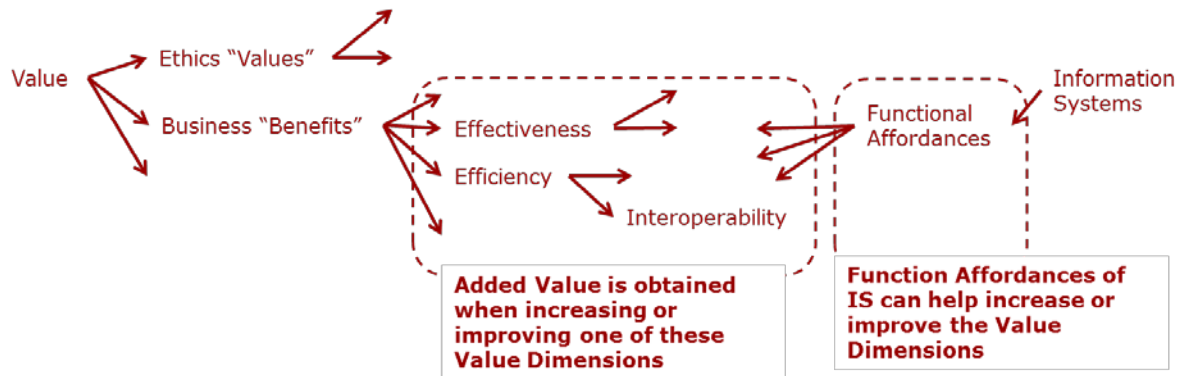 Ethics “Values”
Value
Business “Benefits”
Effectiveness
Efficiency
Interoperability
Functional
Affordances
Information
Systems
Added Value is obtained
when increasing or
improving one of these
Value Dimensions
Function Affordances of
IS can help increase or
improve the Value
Dimensions